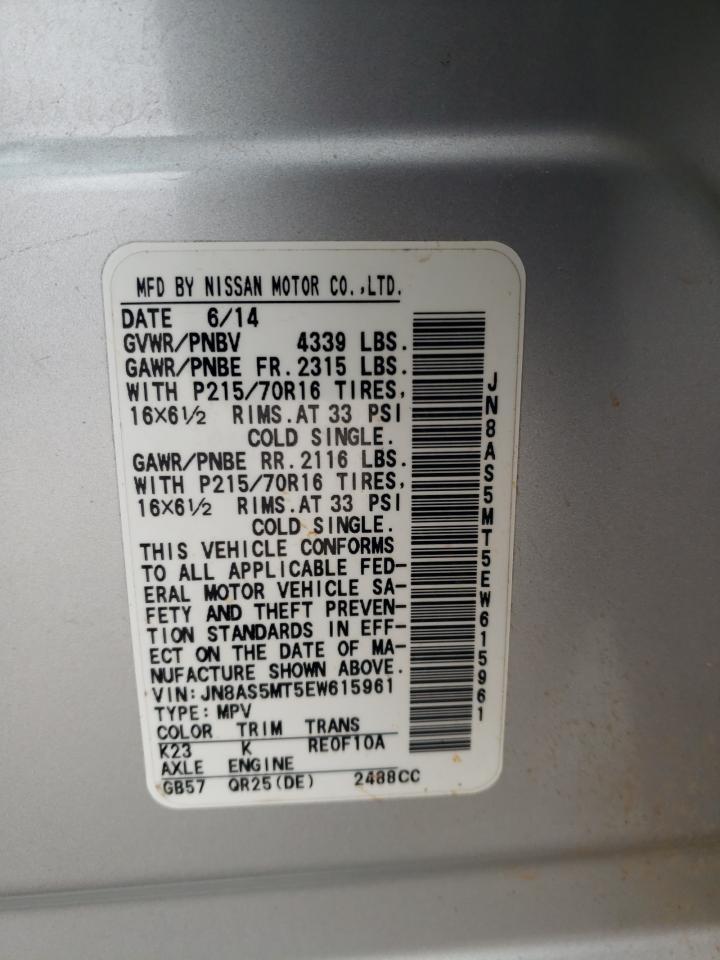 MFD BY NISSAN MOTOR CO.,LTD.
DATE 6/14
GVWR/PNBV 4339 LBS.
GAWR/PNBE FR.2315 LBS.
WITH P215/70R16 TIRES,
16X6½ RIMS.AT 33 PSI
COLD SINGLE.
GAWR/PNBE RR.2116 LBS.
WITH P215/70R16 TIRES,
16X6½ RIMS.AT 33 PSI
COLD SINGLE.
THIS VEHICLE CONFORMS
TO ALL APPLICABLE FED-
ERAL MOTOR VEHICLE SA-
FETY AND THEFT PREVEN-
TION STANDARDS IN EFF-
ECT ON THE DATE OF MA-
NUFACTURE SHOWN ABOVE.
VIN:JN8AS5MT5EW615961
TYPE:MPV
COLOR TRIM TRANS
K23 K RE0F10A
AXLE ENGINE
GB57 QR25(DE) 2488CC
JN8AS5MT5EW615961